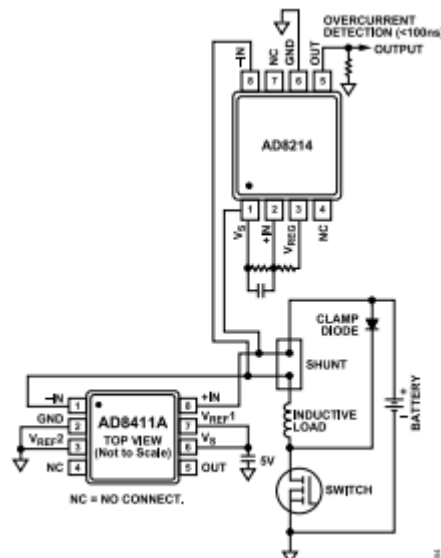 OVERCURRENT
DETECTION (<100ns)
OUTPUT
–IN
NC
GND
OUT
8
7
6
5
AD8214
1
2
3
4
VS
+IN
VREG
NC
CLAMP
DIODE
SHUNT
BATTERY
INDUCTIVE
LOAD
SWITCH
–IN
GND
VREF2
NC
1
2
3
4
AD8411A
TOP VIEW
(Not to Scale)
8
7
6
5
+IN
VREF1
VS
OUT
5V
NC = NO CONNECT.